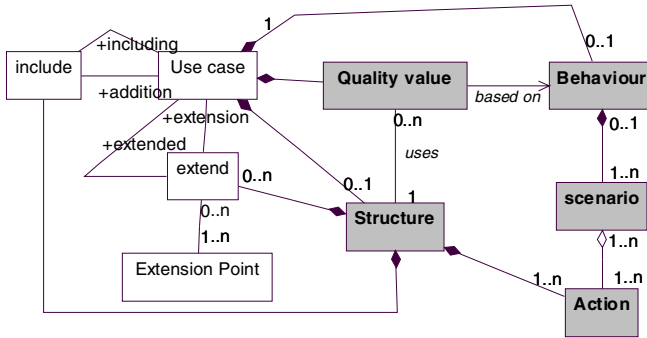 1
+including
0..1
include
Use case
Quality value
Behaviour
+addition
based on
+extension
0..n
0..1
+extended
uses
extend
0..n
0..1
1..n
1
scenario
0..n
Structure
1..n
1..n
Extension Point
1..n
1..n
Action